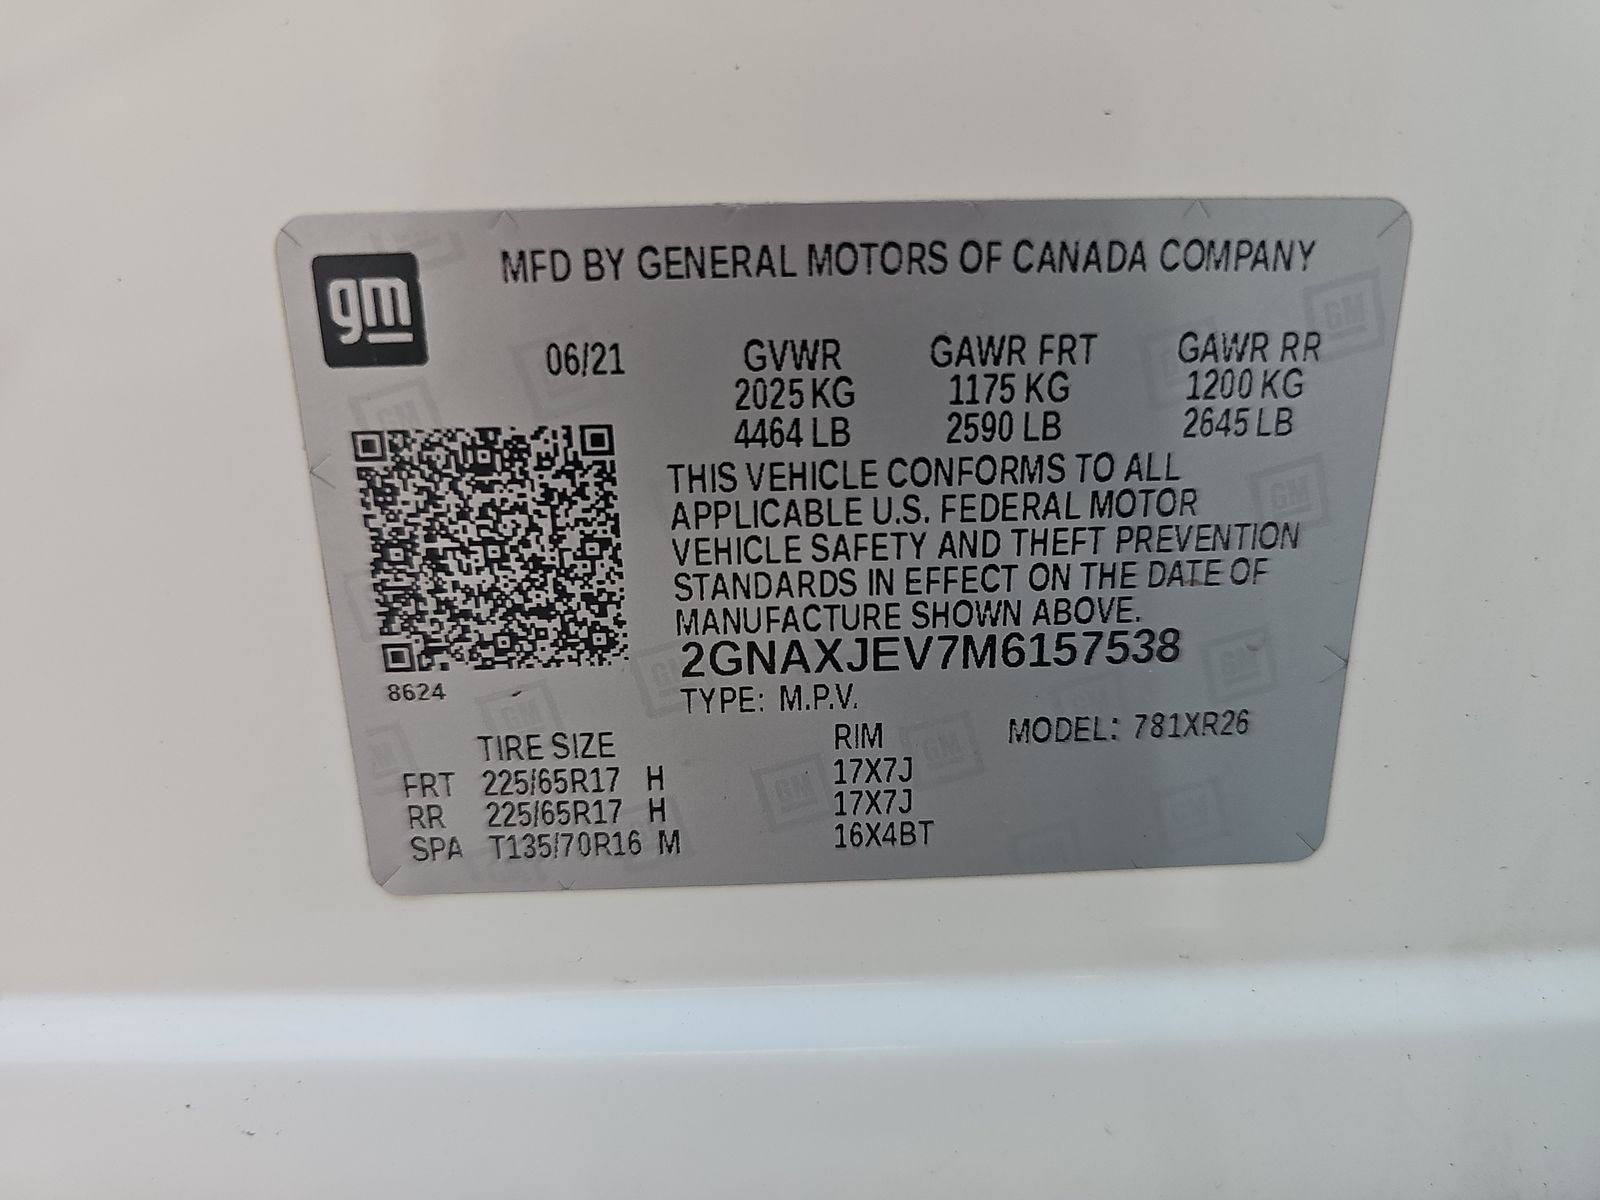 gm
MFD BY GENERAL MOTORS OF CANADA COMPANY
06/21 GVWR GAWR FRT GAWR RR
2025 KG 1175 KG 1200 KG
4464 LB 2590 LB 2645 LB
THIS VEHICLE CONFORMS TO ALL
APPLICABLE U.S. FEDERAL MOTOR
VEHICLE SAFETY AND THEFT PREVENTION
STANDARDS IN EFFECT ON THE DATE OF
MANUFACTURE SHOWN ABOVE.
2GNAXJEV7M6157538
8624
TYPE: M.P.V.
TIRE SIZE RIM MODEL: 781XR26
FRT 225/65R17 H 17X7J
RR 225/65R17 H 17X7J
SPA T135/70R16 M 16X4BT